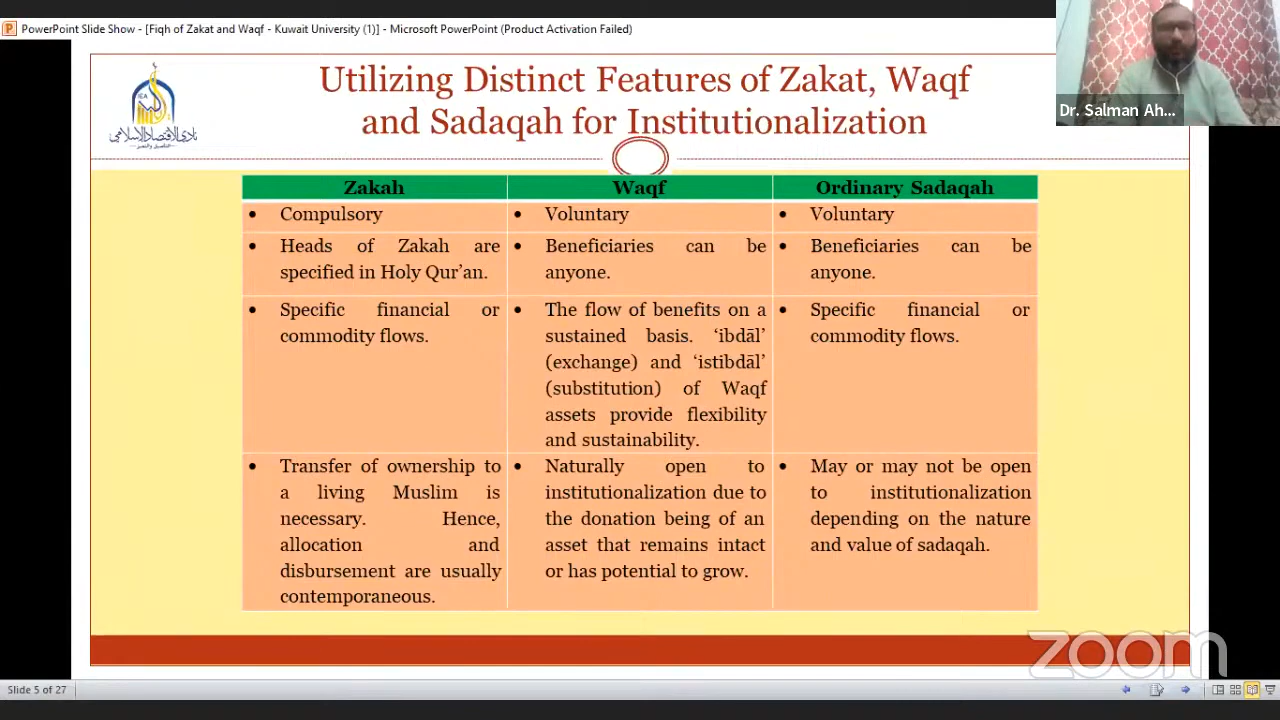 PowerPoint Slide Show - [Fiqh of Zakat and Waqf - Kuwait University (1)] - Microsoft PowerPoint (Product Activation Failed)
Dr. Salman Ah...
Utilizing Distinct Features of Zakat, Waqf
and Sadaqah for Institutionalization
ICA
نادي الاقتصاد الإسلامي
Zakah
• Compulsory
• Heads of Zakah are
specified in Holy Qur’an.
• Specific financial or
commodity flows.
• Transfer of ownership to
a living Muslim is
necessary. Hence,
allocation and
disbursement are usually
contemporaneous.
Waqf
• Voluntary
• Beneficiaries can be
anyone.
• The flow of benefits on a
sustained basis. ‘ibdāl’
(exchange) and ‘istibdāl’
(substitution) of Waqf
assets provide flexibility
and sustainability.
• Naturally open to
institutionalization due to
the donation being of an
asset that remains intact
or has potential to grow.
Ordinary Sadaqah
• Voluntary
• Beneficiaries can be
anyone.
• Specific financial or
commodity flows.
• May or may not be open
to institutionalization
depending on the nature
and value of sadaqah.
zoom
Slide 5 of 27